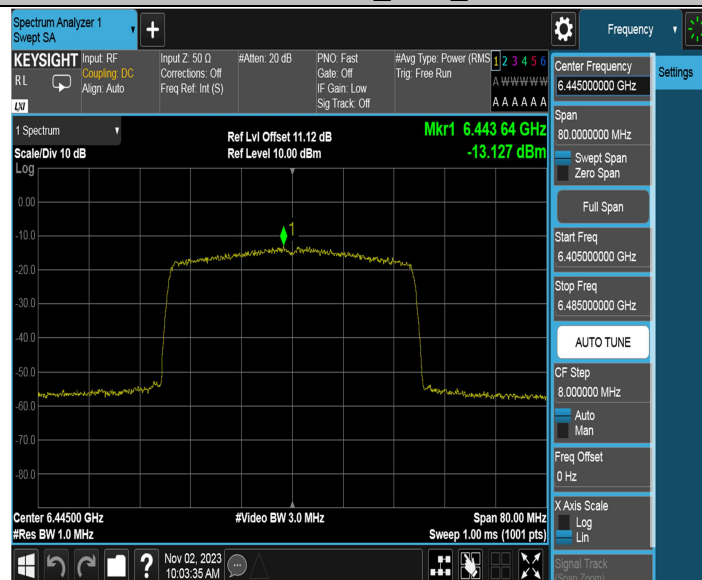 Spectrum Analyzer 1
Swept SA
Frequency
KEYSIGHT
RL
LXI
Input: RF
Coupling: DC
Align: Auto
Input Z: 50 Ω
Corrections: Off
Freq Ref: Int (S)
#Atten: 20 dB
PNO: Fast
Gate: Off
IF Gain: Low
Sig Track: Off
#Avg Type: Power (RMS
Trig: Free Run
1 2 3 4 5 6
A W W W W W
A A A A A A
1 Spectrum
Scale/Div 10 dB
Log
Ref Lvl Offset 11.12 dB
Ref Level 10.00 dBm
Mkr1 6.443 64 GHz
-13.127 dBm
1
0.00
-10.0
-20.0
-30.0
-40.0
-50.0
-60.0
-70.0
-80.0
Center 6.44500 GHz
#Res BW 1.0 MHz
#Video BW 3.0 MHz
Span 80.00 MHz
Sweep 1.00 ms (1001 pts)
Settings
Center Frequency
6.445000000 GHz
Span
80.0000000 MHz
Swept Span
Zero Span
Full Span
Start Freq
6.405000000 GHz
Stop Freq
6.485000000 GHz
AUTO TUNE
CF Step
8.000000 MHz
Auto
Man
Freq Offset
0 Hz
X Axis Scale
Log
Lin
Signal Track
(Span Zoom)
?
Nov 02, 2023
10:03:35 AM